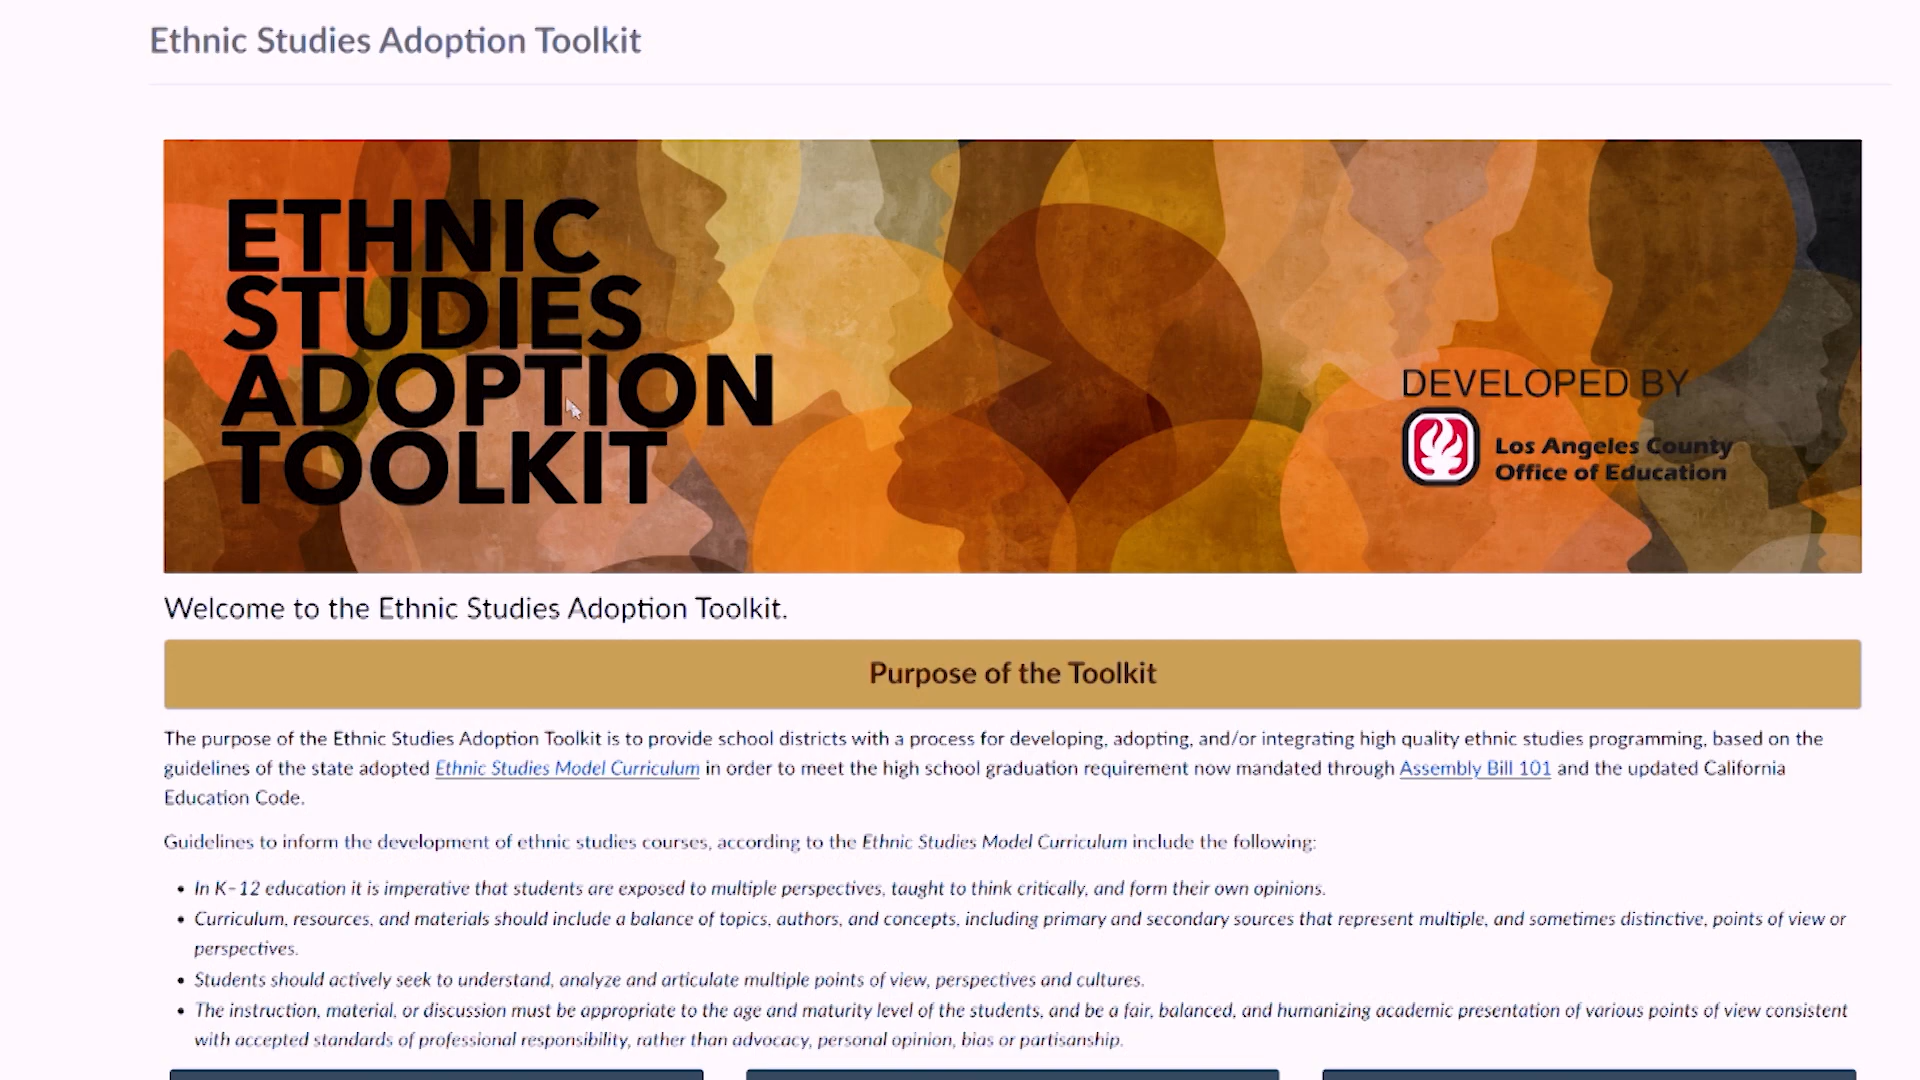 Ethnic Studies Adoption Toolkit
ETHNIC
STUDIES
ADOPTION
TOOLKIT
DEVELOPED BY
Los Angeles County
Office of Education
Welcome to the Ethnic Studies Adoption Toolkit.
Purpose of the Toolkit
The purpose of the Ethnic Studies Adoption Toolkit is to provide school districts with a process for developing, adopting, and/or integrating high quality ethnic studies programming, based on the
guidelines of the state adopted Ethnic Studies Model Curriculum in order to meet the high school graduation requirement now mandated through Assembly Bill 101 and the updated California
Education Code.
Guidelines to inform the development of ethnic studies courses, according to the Ethnic Studies Model Curriculum include the following:
• In K–12 education it is imperative that students are exposed to multiple perspectives, taught to think critically, and form their own opinions.
• Curriculum, resources, and materials should include a balance of topics, authors, and concepts, including primary and secondary sources that represent multiple, and sometimes distinctive, points of view or
perspectives.
• Students should actively seek to understand, analyze and articulate multiple points of view, perspectives and cultures.
• The instruction, material, or discussion must be appropriate to the age and maturity level of the students, and be a fair, balanced, and humanizing academic presentation of various points of view consistent
with accepted standards of professional responsibility, rather than advocacy, personal opinion, bias or partisanship.